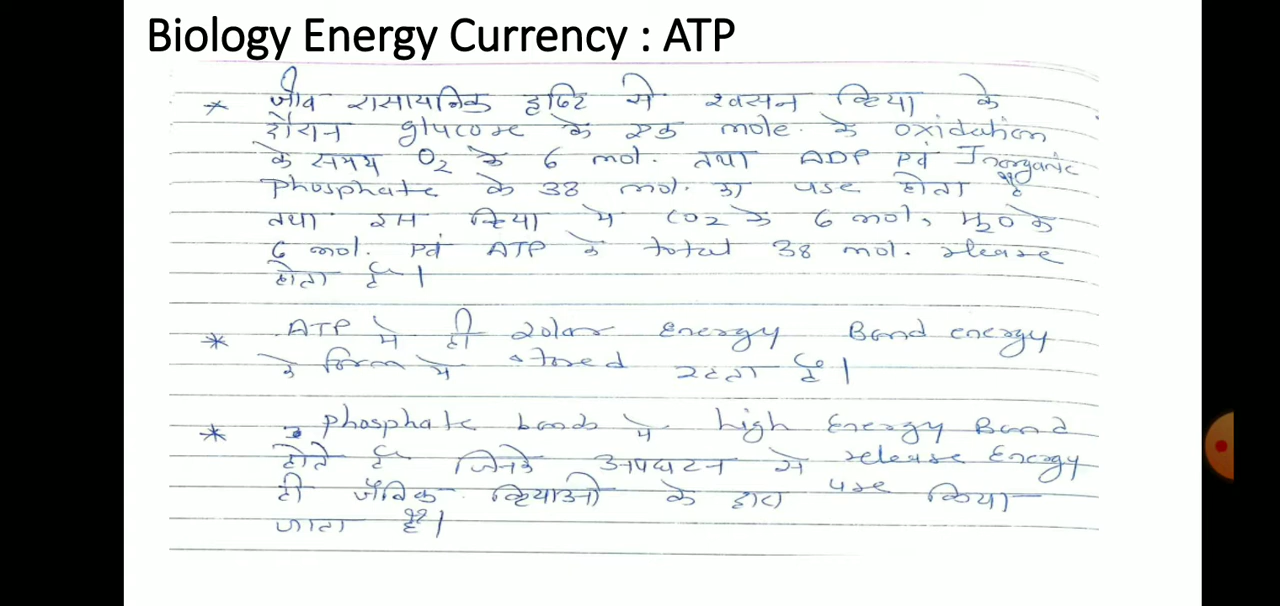 Biology Energy Currency : ATP
* जीव रासायनिक दृष्टि से श्वसन क्रिया के
दौरान glucose के एक mole. के oxidation
के समय O2 के 6 mol. तथा ADP एवं Inorganic
Phosphate के 38 mol. का use होता है
तथा इस क्रिया में CO2 के 6 mol, H2O के
6 mol. एवं ATP के total 38 mol. release
होता है।
* ATP में ही solar Energy Bond energy
के रूप में stored रहता है।
* Phosphate bonds में high Energy Bond
होते हैं जिनके अपघटन से release Energy
ही जैविक क्रियाओं के द्वारा use किया
जाता है।